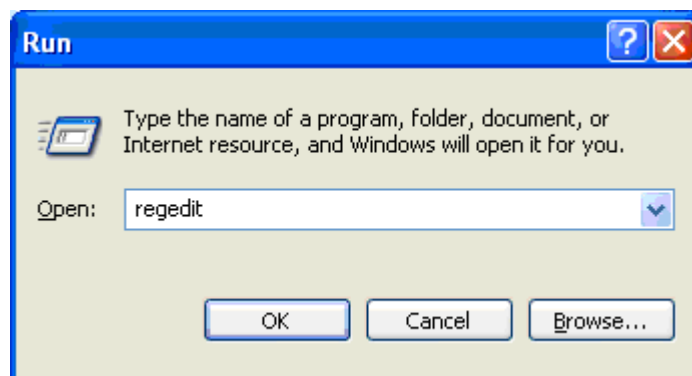 Run
Type the name of a program, folder, document, or
Internet resource, and Windows will open it for you.
Open: regedit
OK Cancel Browse...